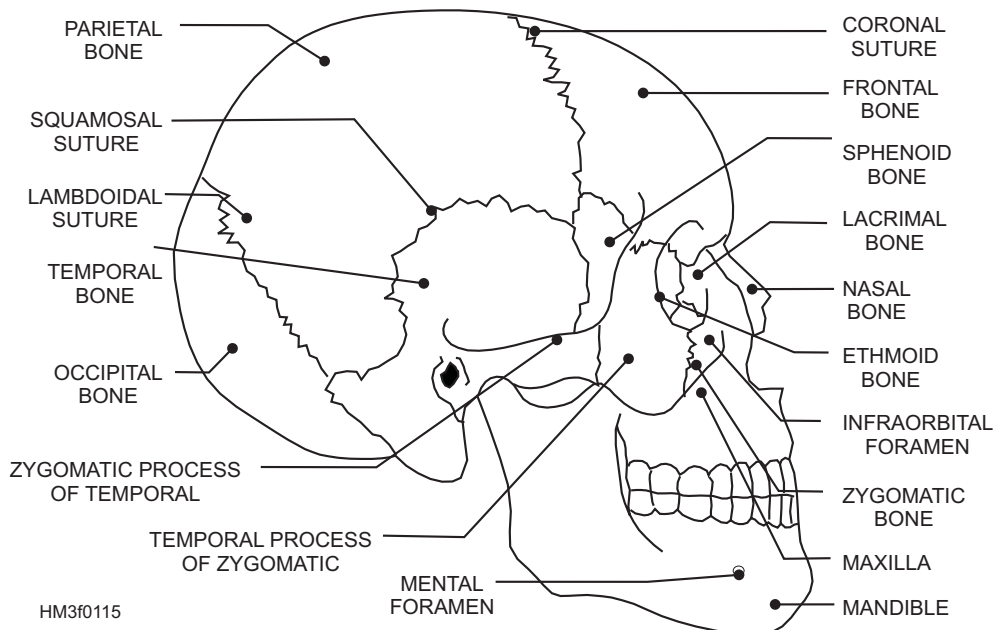 PARIETAL
BONE
SQUAMOSAL
SUTURE
LAMBDOIDAL
SUTURE
TEMPORAL
BONE
OCCIPITAL
BONE
ZYGOMATIC PROCESS
OF TEMPORAL
TEMPORAL PROCESS
OF ZYGOMATIC
MENTAL
FORAMEN
HM3f0115
CORONAL
SUTURE
FRONTAL
BONE
SPHENOID
BONE
LACRIMAL
BONE
NASAL
BONE
ETHMOID
BONE
INFRAORBITAL
FORAMEN
ZYGOMATIC
BONE
MAXILLA
MANDIBLE